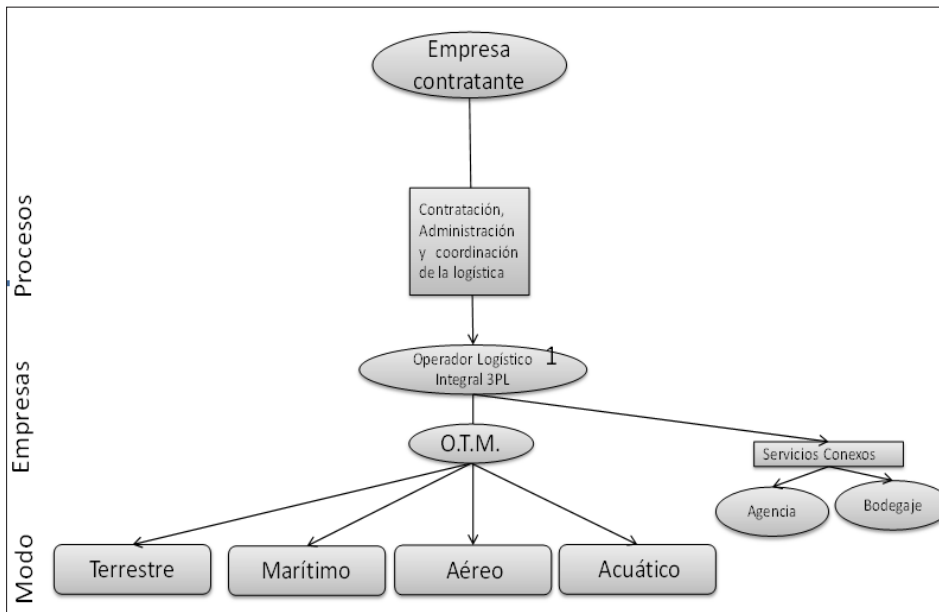 Empresa
contratante
Procesos
Contratación,
Administración
y coordinación
de la logística
Empresas
Operador Logístico 1
Integral 3PL
O.T.M.
Servicios Conexos
Agencia
Bodegaje
Modo
Terrestre
Marítimo
Aéreo
Acuático